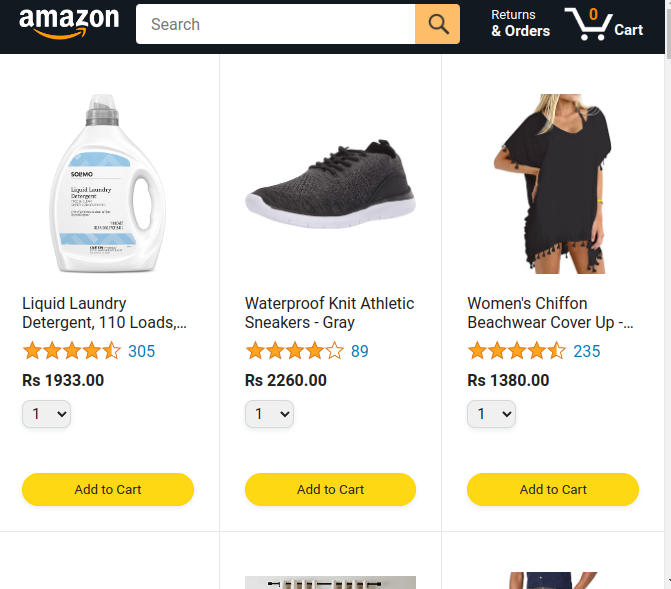 amazon
Search
Returns
& Orders
0
Cart
SOLIMO
Liquid Laundry
Detergent
Liquid Laundry
Detergent, 110 Loads,...
Waterproof Knit Athletic
Sneakers - Gray
Women's Chiffon
Beachwear Cover Up -...
305
89
235
Rs 1933.00
Rs 2260.00
Rs 1380.00
1
1
1
Add to Cart
Add to Cart
Add to Cart